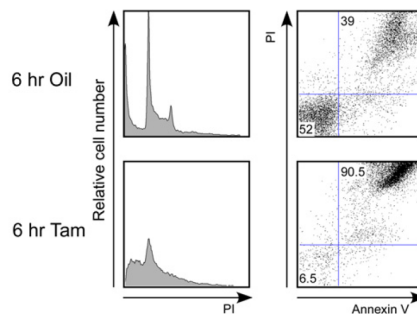 39
PI
6 hr Oil
Relative cell number
52
90.5
6 hr Tam
6.5
PI
Annexin V